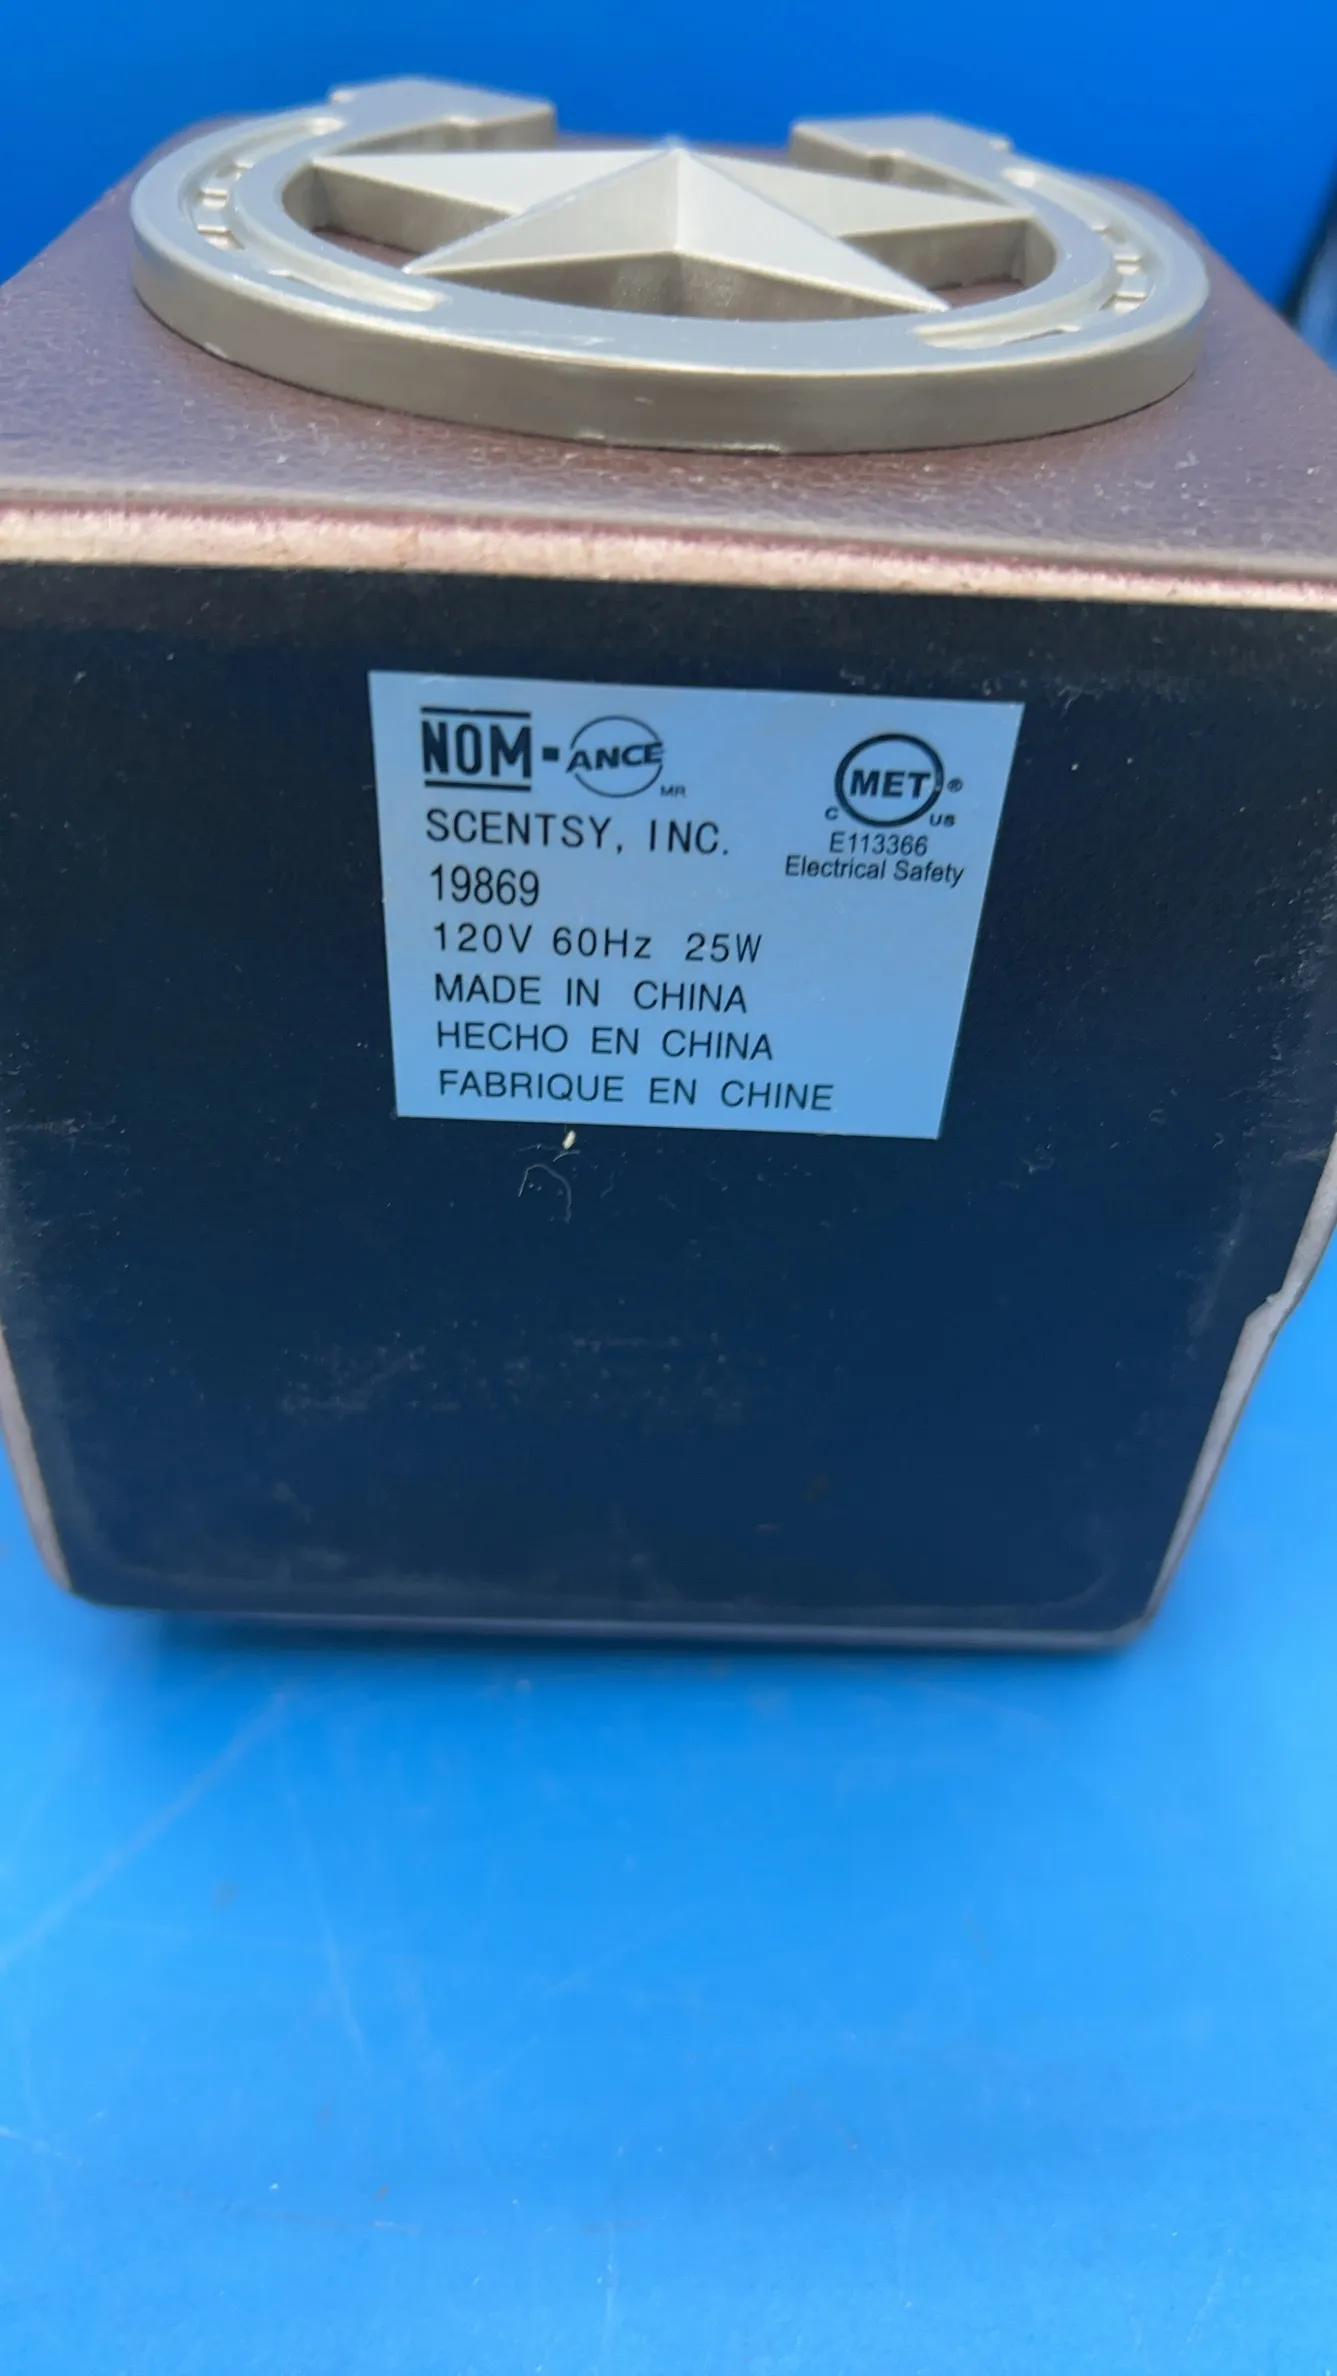 NOM-ANCE MR
SCENTSY, INC.
19869
120V 60Hz 25W
MADE IN CHINA
HECHO EN CHINA
FABRIQUE EN CHINE
MET ®
C US
E113366
Electrical Safety